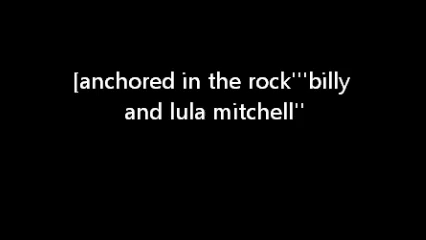 [anchored in the rock'''billy
and lula mitchell''